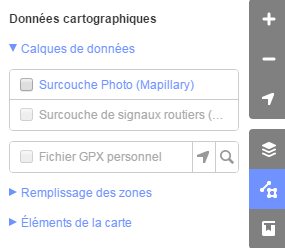 Données cartographiques
Calques de données
Surcouche Photo (Mapillary)
Surcouche de signaux routiers (…
Fichier GPX personnel
Remplissage des zones
Éléments de la carte